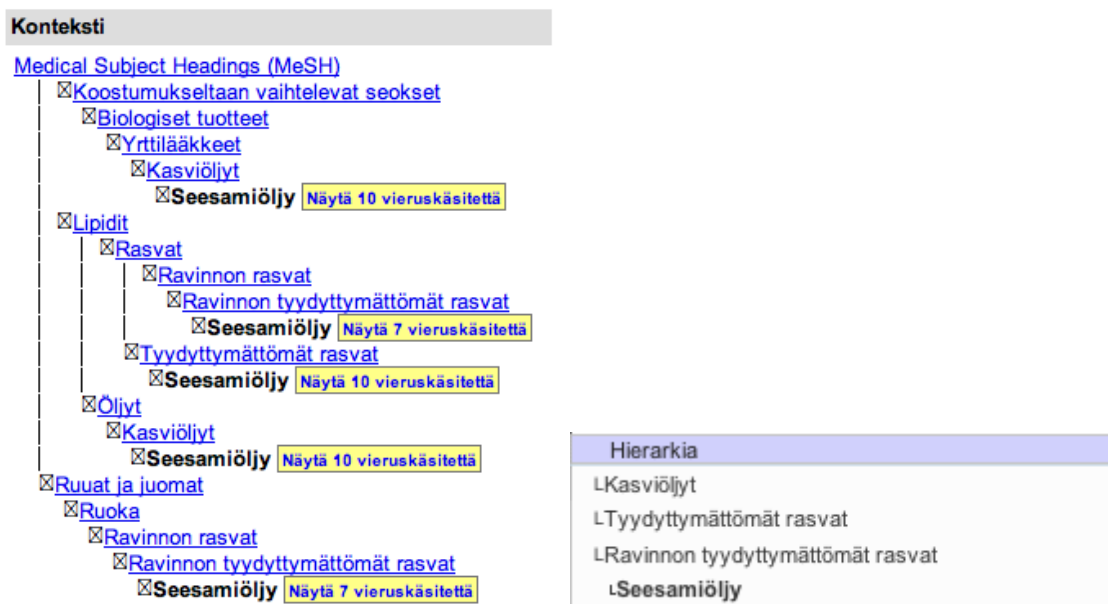 Konteksti
Medical Subject Headings (MeSH)
Koostumukseltaan vaihtelevat seokset
Biologiset tuotteet
Yrttilääkkeet
Kasviöljyt
Seesamiöljy Näytä 10 vieruskäsitettä
Lipidit
Rasvat
Ravinnon rasvat
Ravinnon tyydyttymättömät rasvat
Seesamiöljy Näytä 7 vieruskäsitettä
Tyydyttymättömät rasvat
Seesamiöljy Näytä 10 vieruskäsitettä
Öljyt
Kasviöljyt
Seesamiöljy Näytä 10 vieruskäsitettä
Ruuat ja juomat
Ruoka
Ravinnon rasvat
Ravinnon tyydyttymättömät rasvat
Seesamiöljy Näytä 7 vieruskäsitettä
Hierarkia
Kasviöljyt
Tyydyttymättömät rasvat
Ravinnon tyydyttymättömät rasvat
Seesamiöljy